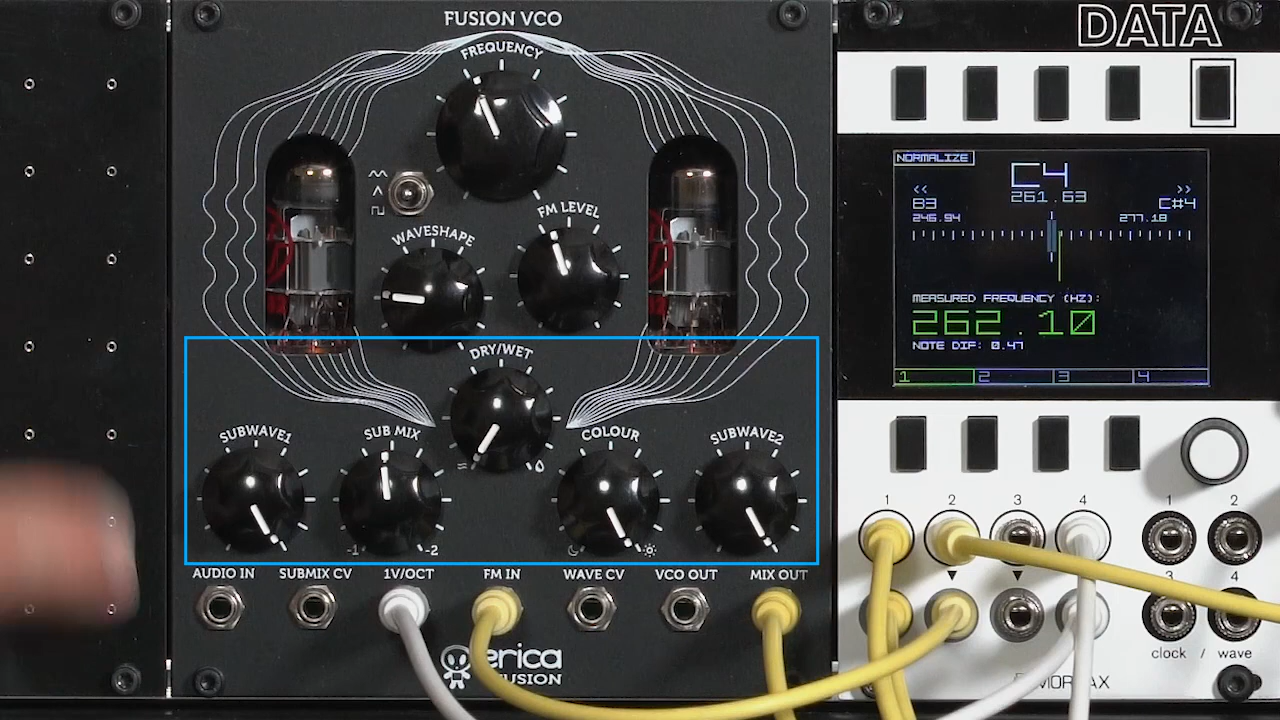 FUSION VCO
FREQUENCY
FM LEVEL
WAVESHAPE
DRY/WET
SUBWAVE1
SUB MIX
COLOUR
SUBWAVE2
-1
-2
AUDIO IN
SUBMIX CV
1V/OCT
FM IN
WAVE CV
VCO OUT
MIX OUT
erica
FUSION
DATA
NORMALIZE
C4
<<
261.63
>>
B3
C#4
246.94
277.18
MEASURED FREQUENCY (HZ):
262.10
NOTE DIF: 0.47
1 2 3 4
1 2 3 4
1 2
3 4
clock / wave